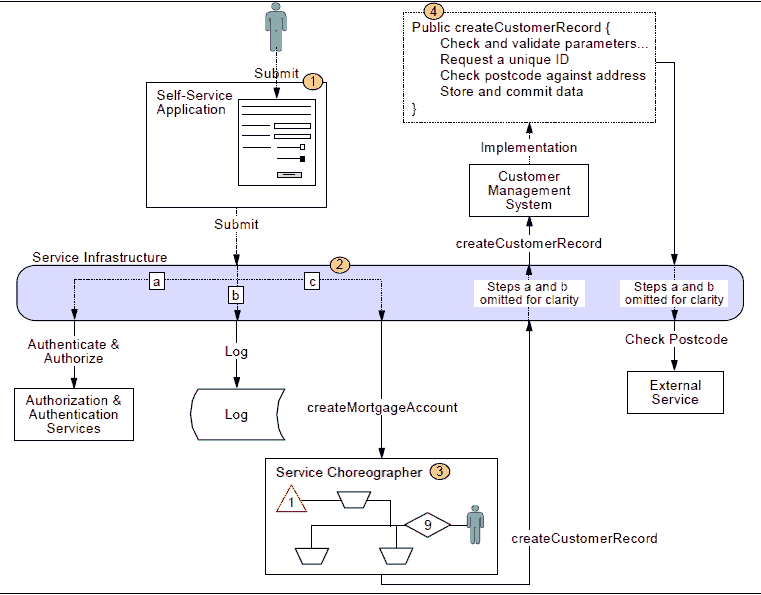 4
Public createCustomerRecord {
Check and validate parameters...
Request a unique ID
Check postcode against address
Store and commit data
}
Submit
1
Self-Service
Application
Implementation
Customer
Management
System
Submit
createCustomerRecord
Service Infrastructure
2
a
b
c
Steps a and b
omitted for clarity
Steps a and b
omitted for clarity
Authenticate &
Authorize
Log
Check Postcode
Authorization &
Authentication
Services
Log
createMortgageAccount
External
Service
Service Choreographer
3
1
9
createCustomerRecord